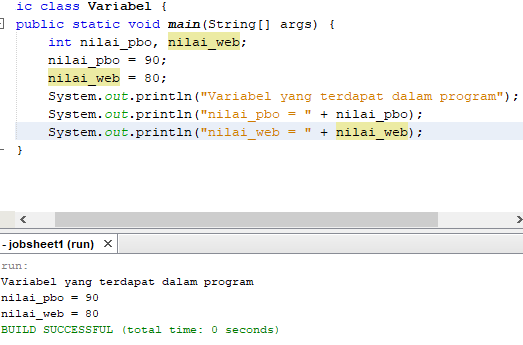 ic class Variabel {
public static void main(String[] args) {
int nilai_pbo, nilai_web;
nilai_pbo = 90;
nilai_web = 80;
System.out.println("Variabel yang terdapat dalam program");
System.out.println("nilai_pbo = " + nilai_pbo);
System.out.println("nilai_web = " + nilai_web);
}
- jobsheet1 (run) ×
run:
Variabel yang terdapat dalam program
nilai_pbo = 90
nilai_web = 80
BUILD SUCCESSFUL (total time: 0 seconds)